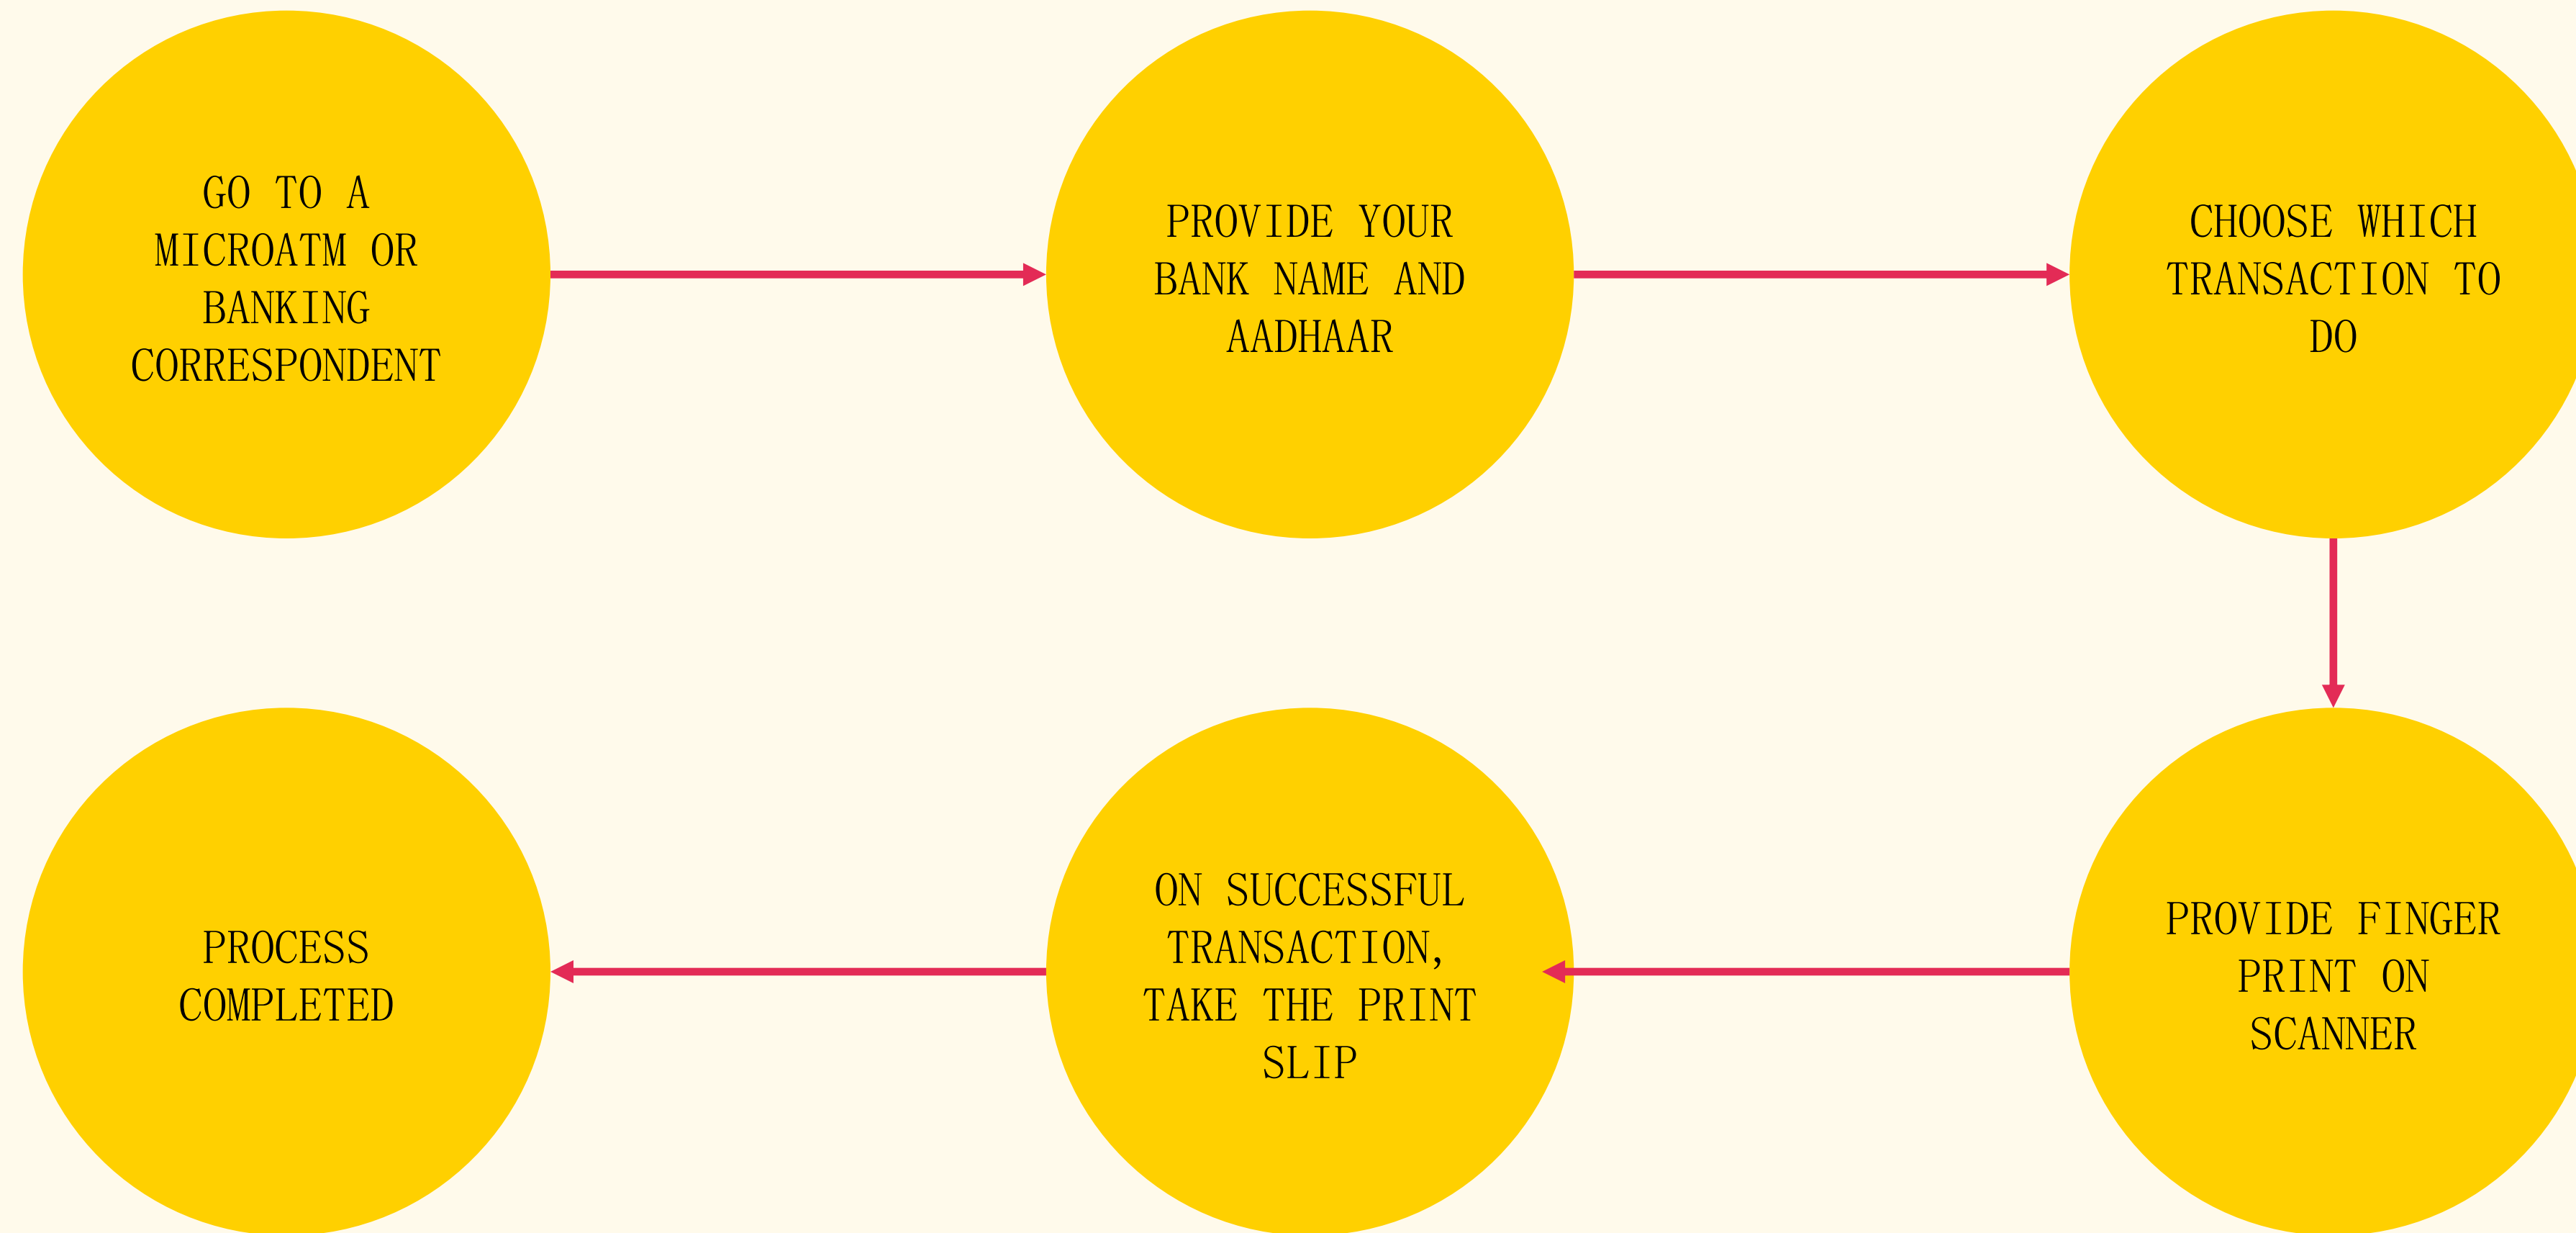 GO TO A
MICROATM OR
BANKING
CORRESPONDENT
PROVIDE YOUR
BANK NAME AND
AADHAAR
CHOOSE WHICH
TRANSACTION TO
DO
PROVIDE FINGER
PRINT ON
SCANNER
ON SUCCESSFUL
TRANSACTION,
TAKE THE PRINT
SLIP
PROCESS
COMPLETED